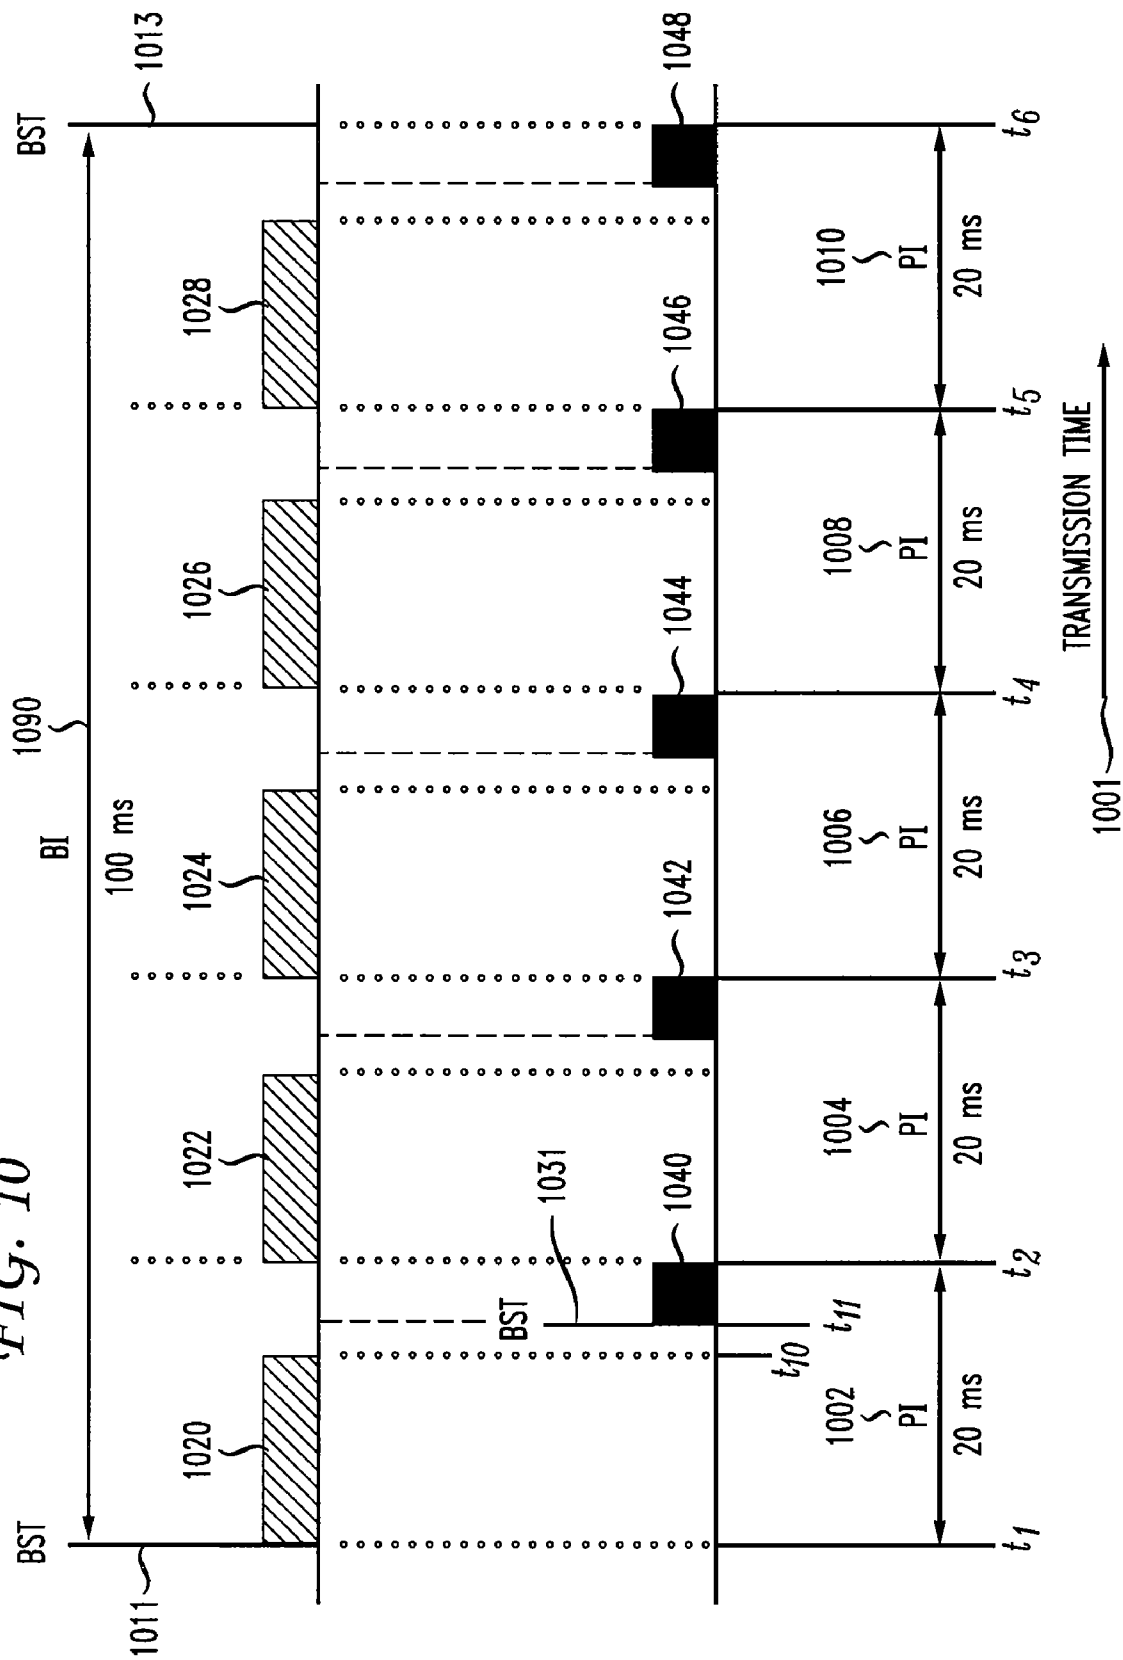 FIG. 10
BST
BI
1090
BST
1011
100 ms
1013
1020
1022
1024
1026
1028
BST
1031
1040
1042
1044
1046
1048
t10
t11
1002
PI
20 ms
1004
PI
20 ms
1006
PI
20 ms
1008
PI
20 ms
1010
PI
20 ms
t1
t2
t3
t4
t5
t6
1001
TRANSMISSION TIME